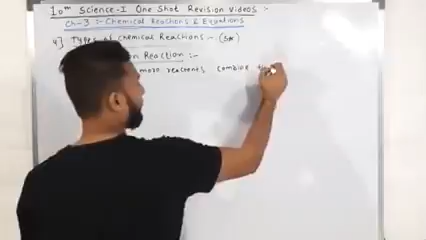 10th Science-I One Shot Revision Videos :-
Ch-3 :- Chemical Reactions & Equations
Types of chemical Reactions :- (5M)
Reaction :-
more reactants combine